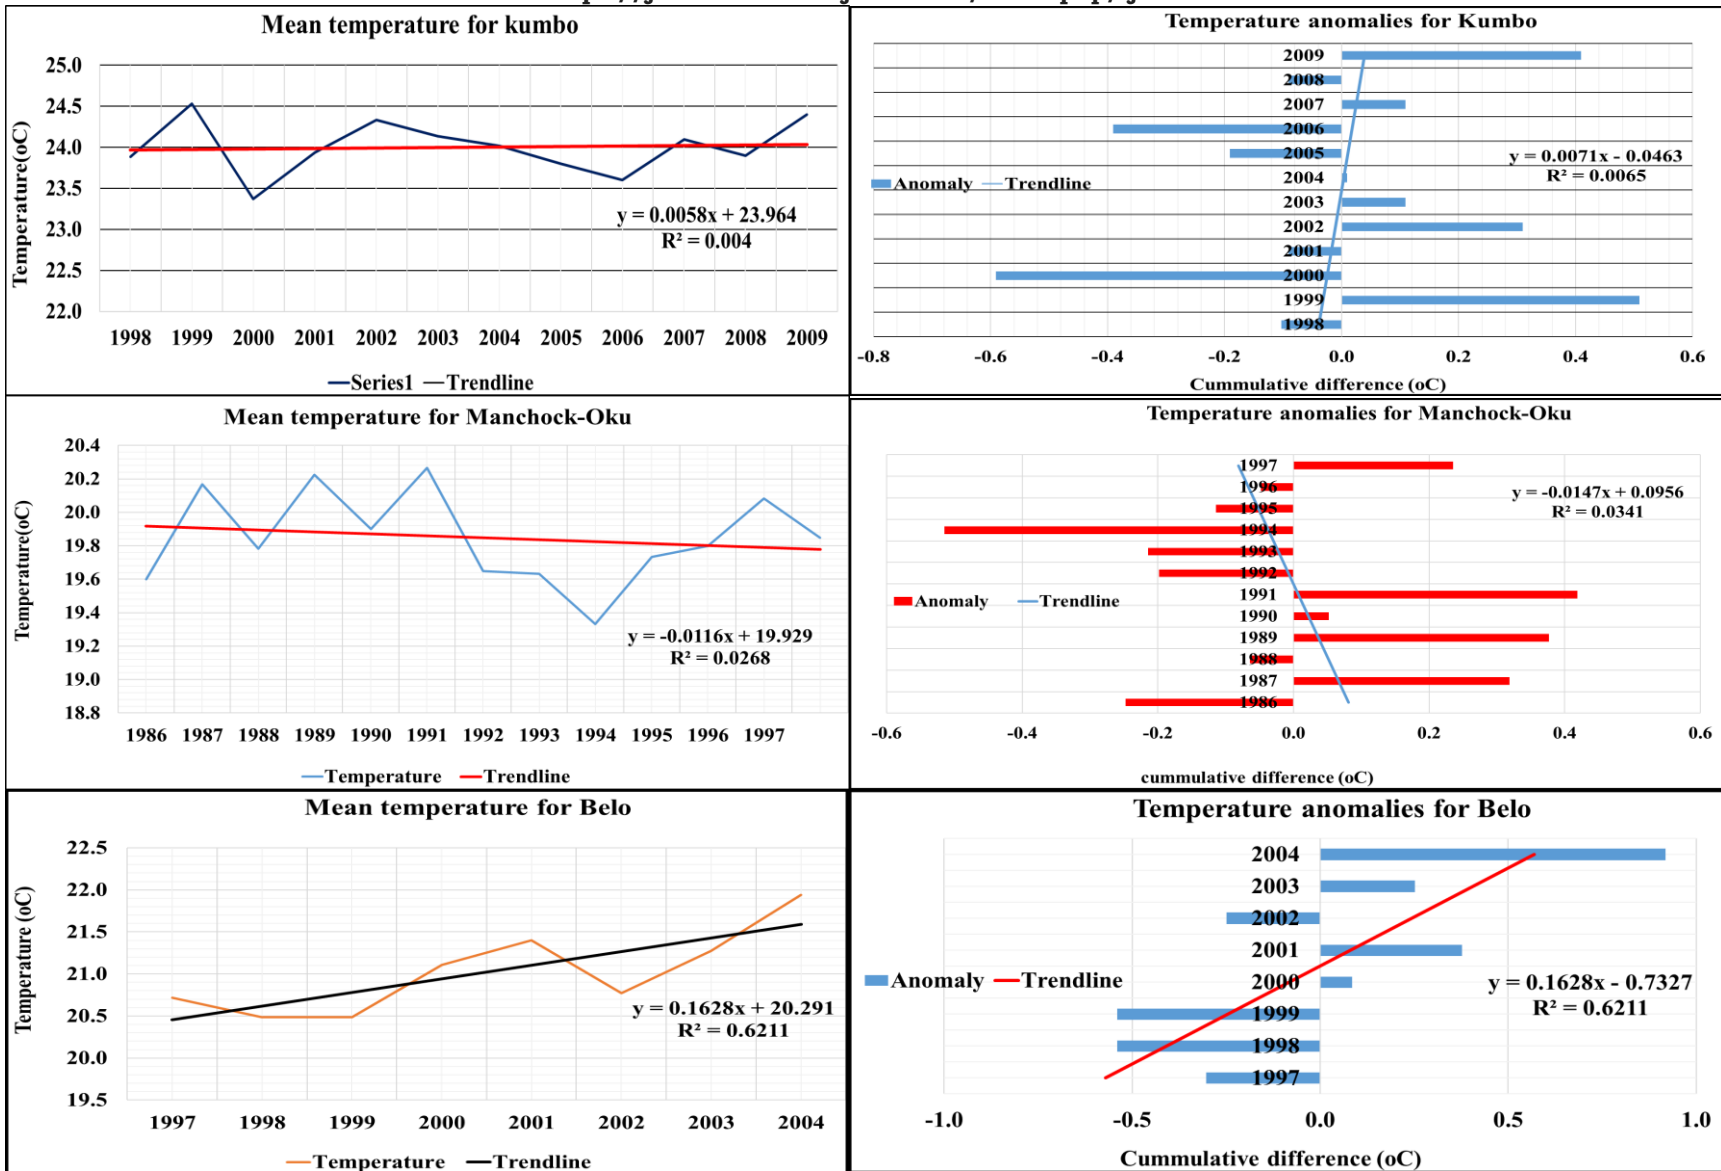 Mean temperature for kumbo
25.0
24.5
24.0
23.5
23.0
22.5
22.0
Temperature(oC)
y = 0.0058x + 23.964
R² = 0.004
1998 1999 2000 2001 2002 2003 2004 2005 2006 2007 2008 2009
Series1 Trendline
Temperature anomalies for Kumbo
2009
2008
2007
2006
2005
2004
2003
2002
2001
2000
1999
1998
y = 0.0071x - 0.0463
R² = 0.0065
Anomaly Trendline
-0.8 -0.6 -0.4 -0.2 0.0 0.2 0.4 0.6
Cummulative difference (oC)
Mean temperature for Manchock-Oku
20.4
20.2
20.0
19.8
19.6
19.4
19.2
19.0
18.8
Temperature(oC)
y = -0.0116x + 19.929
R² = 0.0268
1986 1987 1988 1989 1990 1991 1992 1993 1994 1995 1996 1997
Temperature Trendline
Temperature anomalies for Manchock-Oku
1997
1996
1995
1994
1993
1992
1991
1990
1989
1988
1987
1986
y = -0.0147x + 0.0956
R² = 0.0341
Anomaly Trendline
-0.6 -0.4 -0.2 0.0 0.2 0.4 0.6
cummulative difference (oC)
Mean temperature for Belo
22.5
22.0
21.5
21.0
20.5
20.0
19.5
Temperature (oC)
y = 0.1628x + 20.291
R² = 0.6211
1997 1998 1999 2000 2001 2002 2003 2004
Temperature Trendline
Temperature anomalies for Belo
2004
2003
2002
2001
2000
1999
1998
1997
Anomaly Trendline
y = 0.1628x - 0.7327
R² = 0.6211
-1.0 -0.5 0.0 0.5 1.0
Cummulative difference (oC)